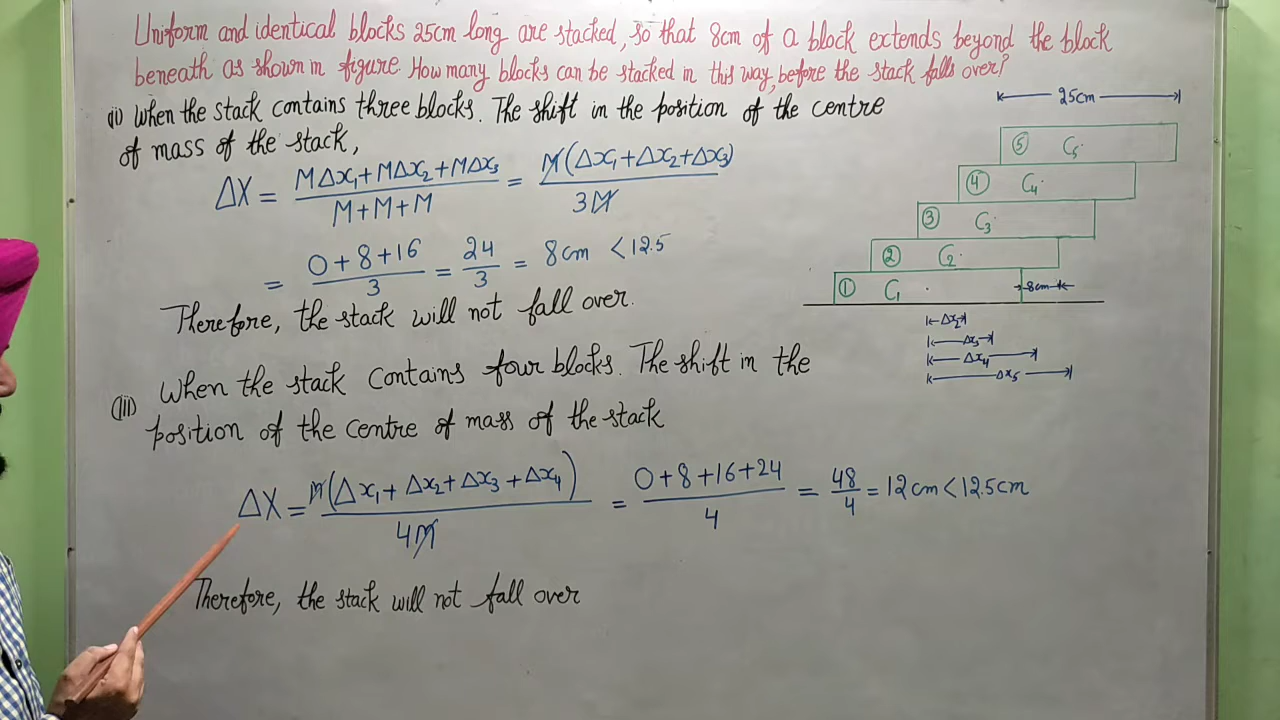 Uniform and identical blocks 25cm long are stacked, so that 8cm of a block extends beyond the block
beneath as shown in figure. How many blocks can be stacked in this way, before the stack falls over?
(ii) When the stack contains three blocks. The shift in the position of the centre
of mass of the stack,
ΔX = MΔx₁+MΔx₂+MΔx₃ / M+M+M = M(Δx₁+Δx₂+Δx₃) / 3M
= 0+8+16 / 3 = 24 / 3 = 8cm < 12.5
Therefore, the stack will not fall over.
(iii) When the stack contains four blocks. The shift in the
position of the centre of mass of the stack
ΔX = M(Δx₁+Δx₂+Δx₃+Δx₄) / 4M = 0+8+16+24 / 4 = 48 / 4 = 12cm < 12.5cm
Therefore, the stack will not fall over
25cm
5 C₅
4 C₄
3 C₃
2 C₂
1 C₁ 8cm
Δx₂
Δx₃
Δx₄
Δx₅